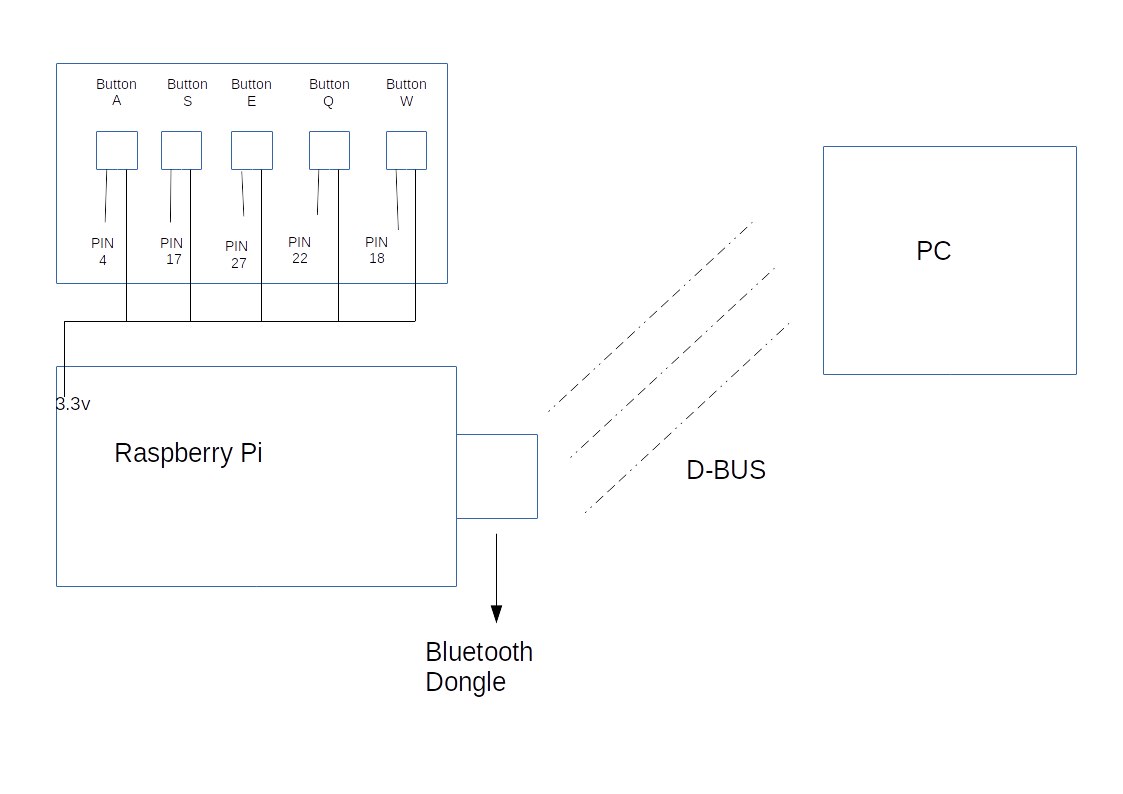 Button
A
Button
S
Button
E
Button
Q
Button
W
PIN
4
PIN
17
PIN
27
PIN
22
PIN
18
PC
3.3v
Raspberry Pi
D-BUS
Bluetooth
Dongle